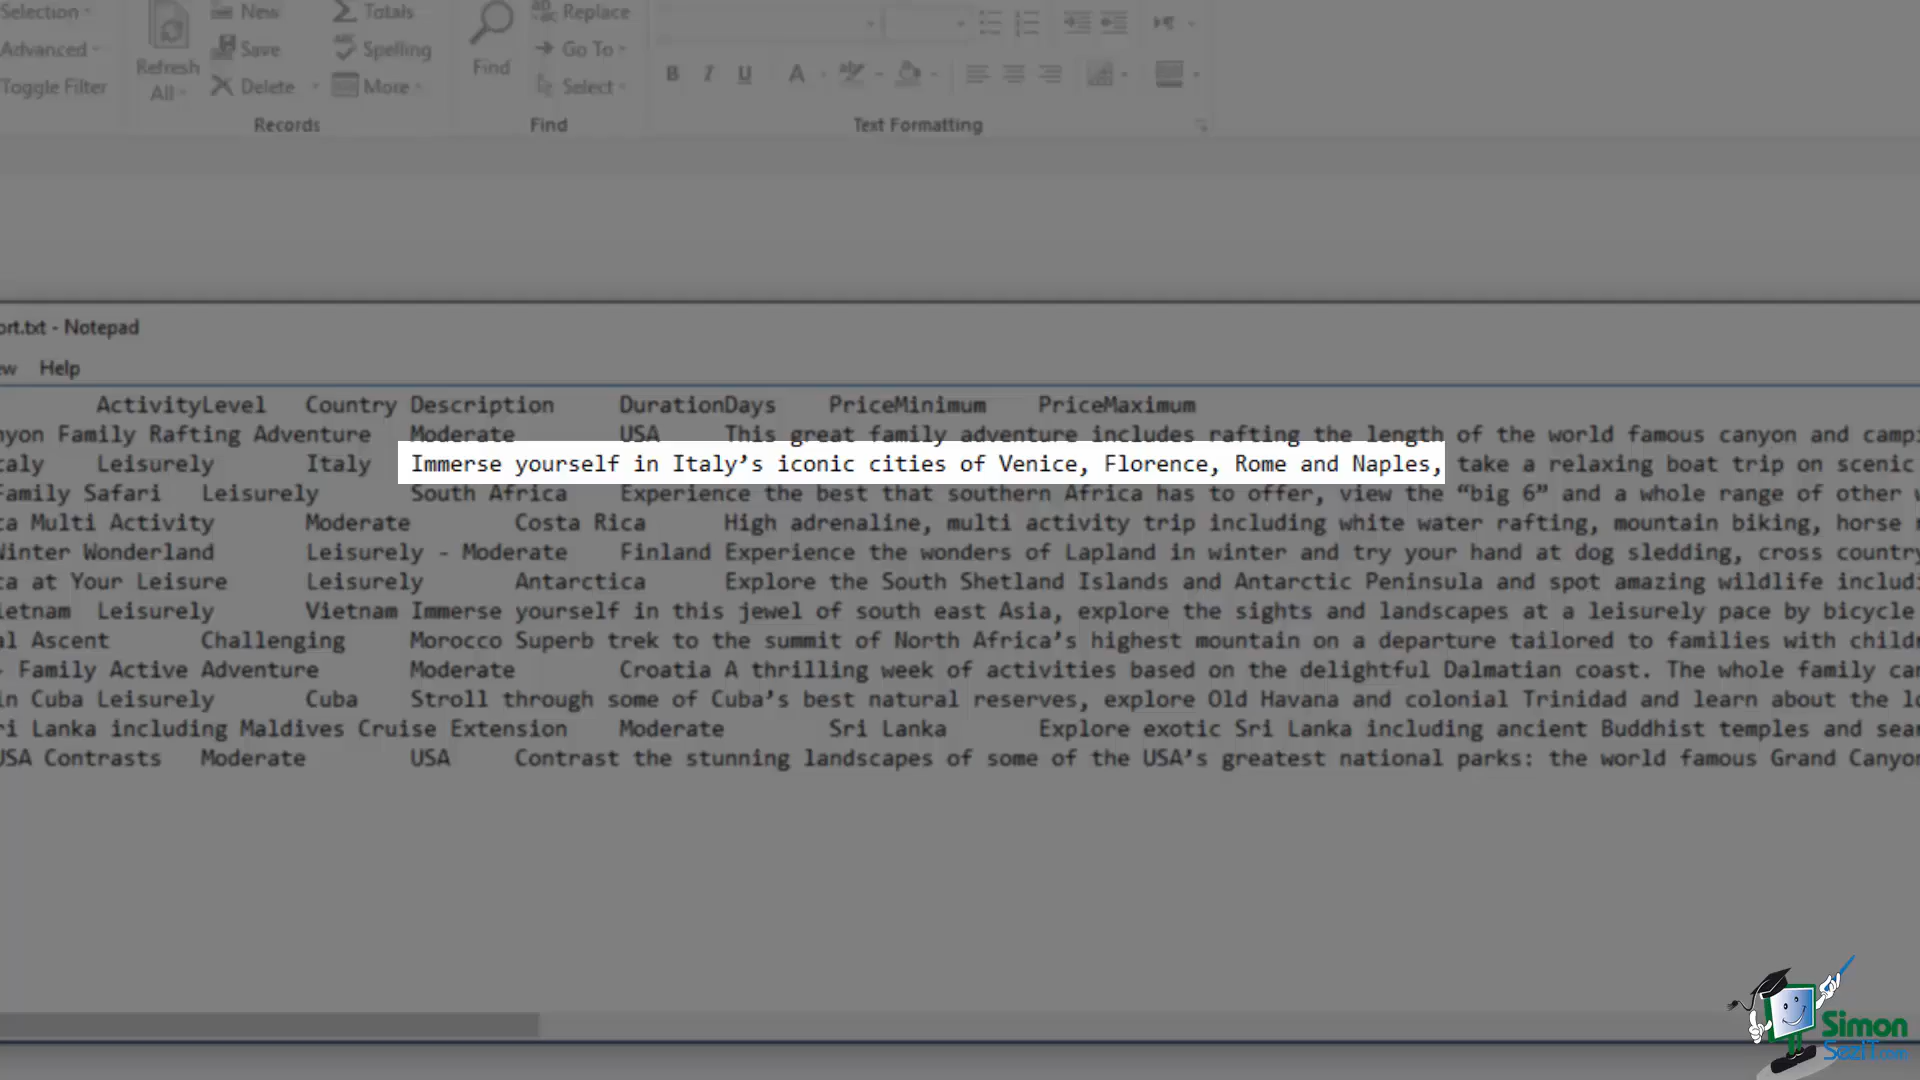 Selection New Totals Replace
Advanced Save Spelling Go To
Refresh All Find
Toggle Filter Delete More Select
B I U A
Records Find Text Formatting
ort.txt - Notepad
ew Help
ActivityLevel Country Description DurationDays PriceMinimum PriceMaximum
nyon Family Rafting Adventure Moderate USA This great family adventure includes rafting the length of the world famous canyon and campi
taly Leisurely Italy Immerse yourself in Italy’s iconic cities of Venice, Florence, Rome and Naples, take a relaxing boat trip on scenic
Family Safari Leisurely South Africa Experience the best that southern Africa has to offer, view the “big 6” and a whole range of other w
ca Multi Activity Moderate Costa Rica High adrenaline, multi activity trip including white water rafting, mountain biking, horse r
Winter Wonderland Leisurely - Moderate Finland Experience the wonders of Lapland in winter and try your hand at dog sledding, cross country
ca at Your Leisure Leisurely Antarctica Explore the South Shetland Islands and Antarctic Peninsula and spot amazing wildlife includi
ietnam Leisurely Vietnam Immerse yourself in this jewel of south east Asia, explore the sights and landscapes at a leisurely pace by bicycle
al Ascent Challenging Morocco Superb trek to the summit of North Africa’s highest mountain on a departure tailored to families with childr
- Family Active Adventure Moderate Croatia A thrilling week of activities based on the delightful Dalmatian coast. The whole family can
in Cuba Leisurely Cuba Stroll through some of Cuba’s best natural reserves, explore Old Havana and colonial Trinidad and learn about the lo
ri Lanka including Maldives Cruise Extension Moderate Sri Lanka Explore exotic Sri Lanka including ancient Buddhist temples and sear
USA Contrasts Moderate USA Contrast the stunning landscapes of some of the USA’s greatest national parks: the world famous Grand Canyon
Simon
SezIT.com